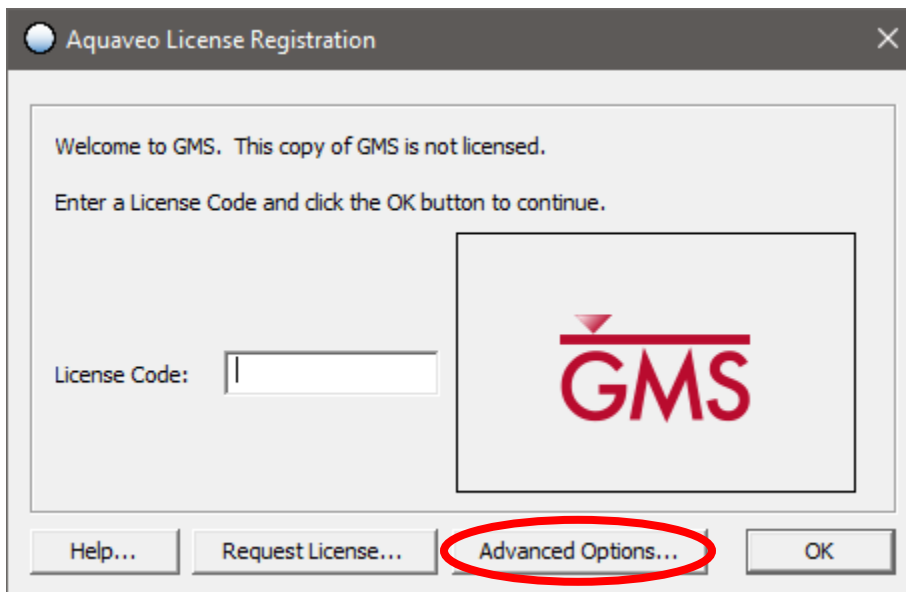 Aquaveo License Registration
Welcome to GMS. This copy of GMS is not licensed.
Enter a License Code and click the OK button to continue.
License Code:
GMS
Help...
Request License...
Advanced Options...
OK